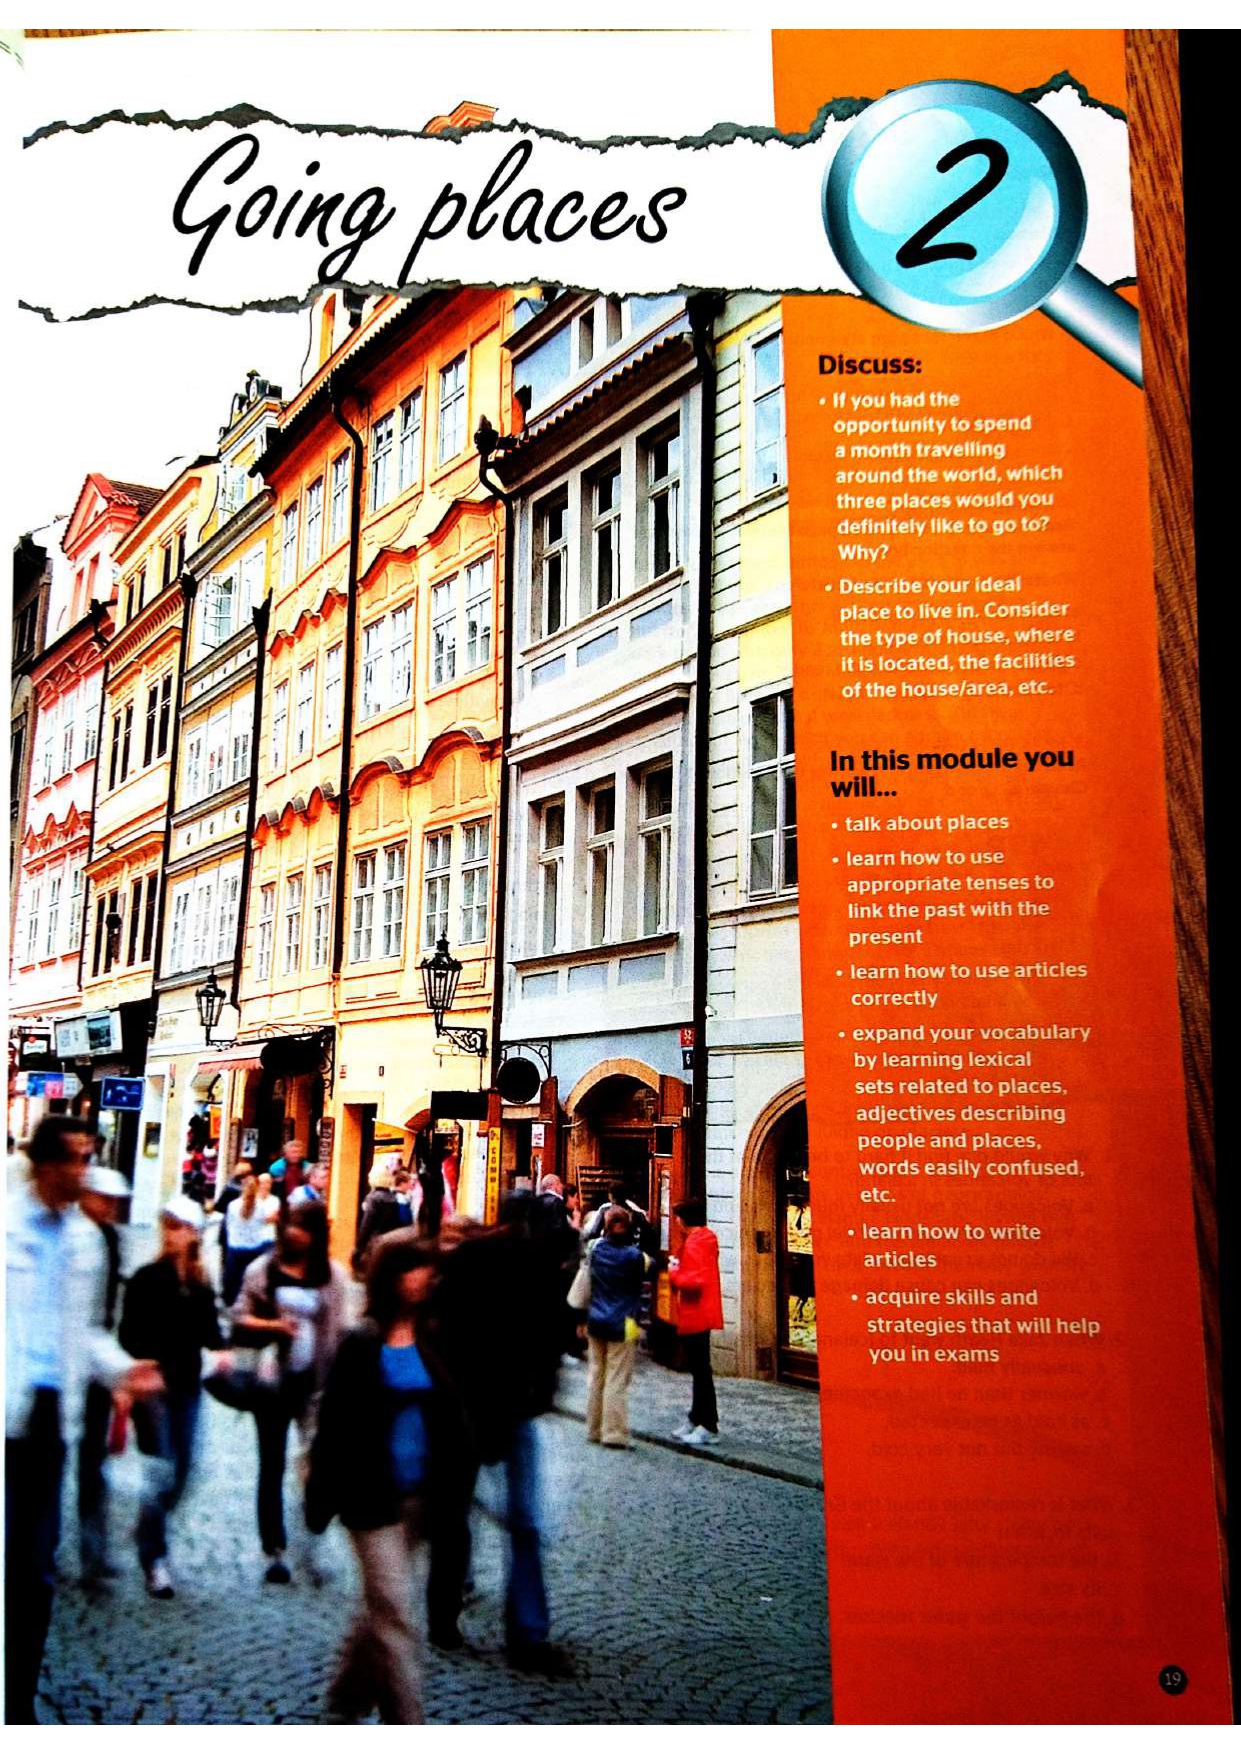 Going places
2
Discuss:
• If you had the
opportunity to spend
a month travelling
around the world, which
three places would you
definitely like to go to?
Why?
• Describe your ideal
place to live in. Consider
the type of house, where
it is located, the facilities
of the house/area, etc.
In this module you
will...
• talk about places
• learn how to use
appropriate tenses to
link the past with the
present
• learn how to use articles
correctly
• expand your vocabulary
by learning lexical
sets related to places,
adjectives describing
people and places,
words easily confused,
etc.
• learn how to write
articles
• acquire skills and
strategies that will help
you in exams
19